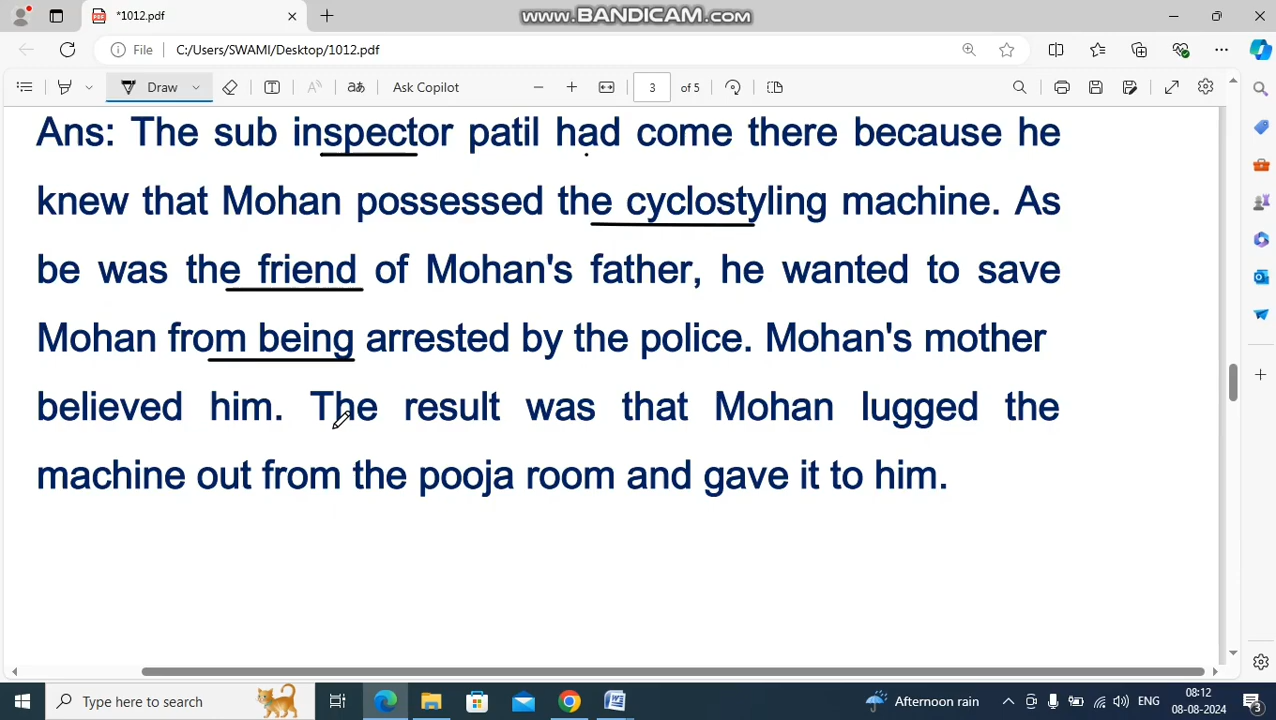 *1012.pdf
WWW.BANDICAM.COM
File C:/Users/SWAMI/Desktop/1012.pdf
Draw Ask Copilot 3 of 5
Ans: The sub inspector patil had come there because he
knew that Mohan possessed the cyclostyling machine. As
be was the friend of Mohan's father, he wanted to save
Mohan from being arrested by the police. Mohan's mother
believed him. The result was that Mohan lugged the
machine out from the pooja room and gave it to him.
Type here to search
Afternoon rain
ENG
08:12
08-08-2024
3